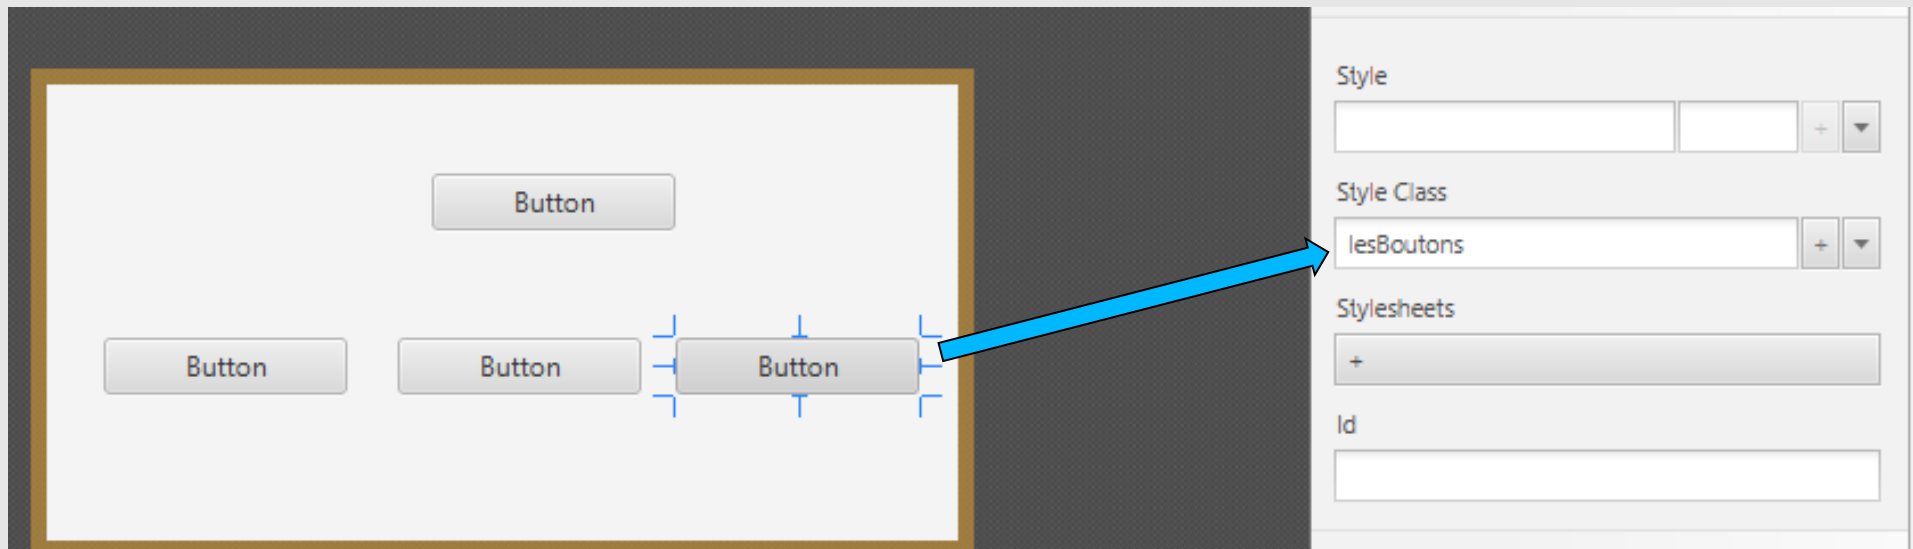 Button
Button
Button
Button
Style
+
Style Class
lesBoutons
+
Stylesheets
+
Id